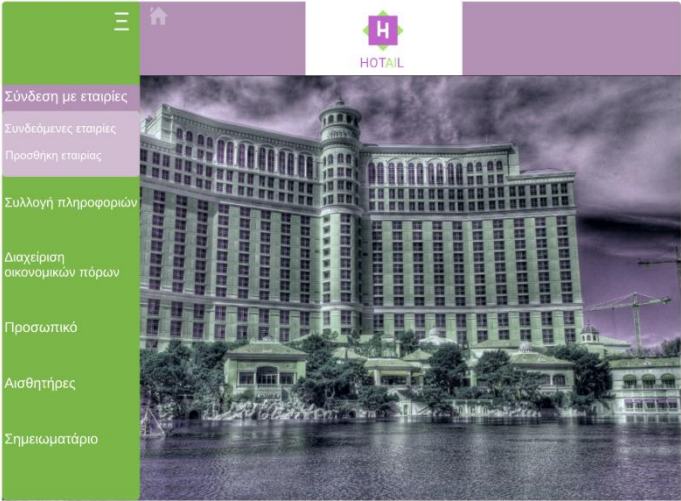 H
HOTAIL
Σύνδεση με εταιρίες
Συνδεόμενες εταιρίες
Προσθήκη εταιρίας
Συλλογή πληροφοριών
Διαχείριση
οικονομικών πόρων
Προσωπικό
Αισθητήρες
Σημειωματάριο